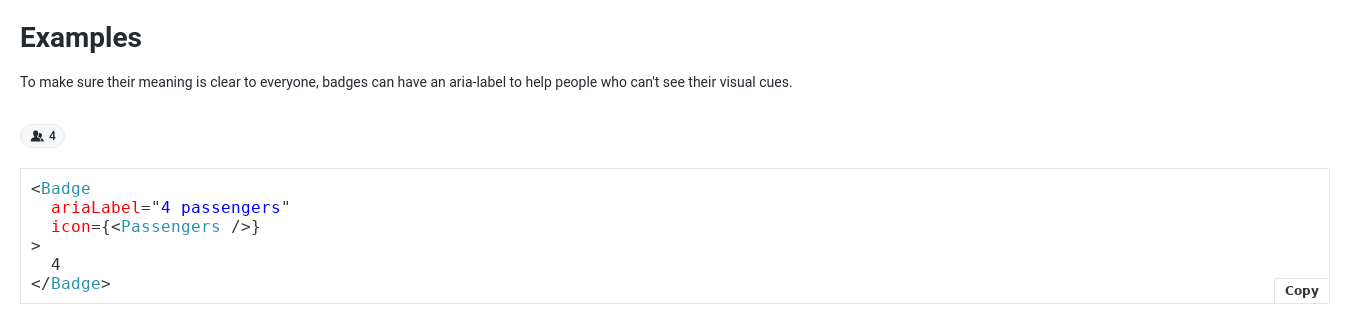 Examples
To make sure their meaning is clear to everyone, badges can have an aria-label to help people who can't see their visual cues.
4
<Badge
  ariaLabel="4 passengers"
  icon={<Passengers />}
>
  4
</Badge>
Copy